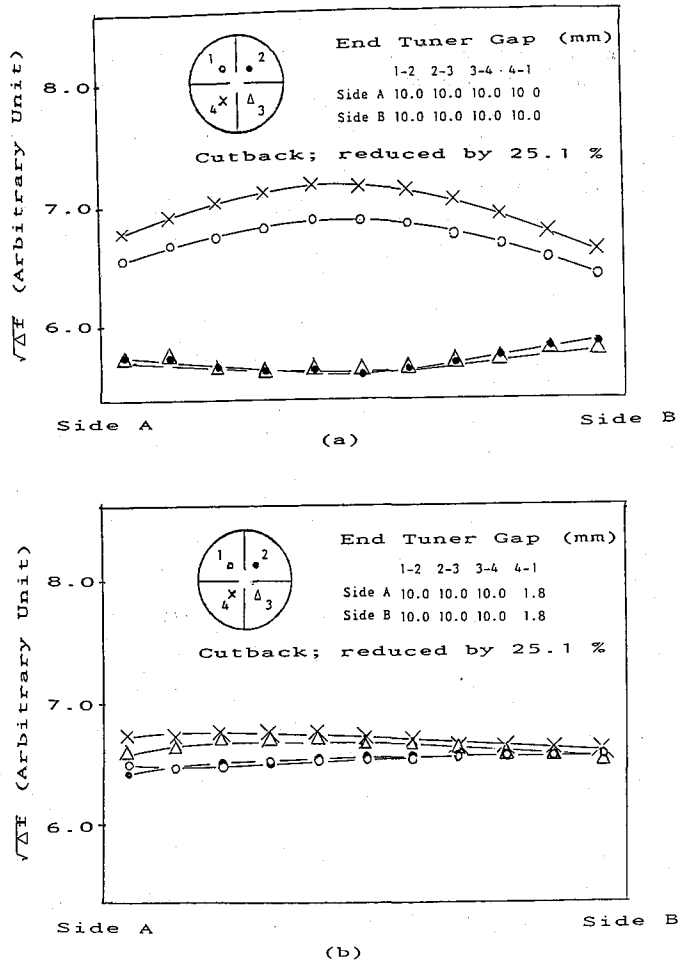 End Tuner Gap (mm)
1 2
1-2 2-3 3-4 4-1
8.0
Side A 10.0 10.0 10.0 10 0
4 3
Side B 10.0 10.0 10.0 10.0
Cutback; reduced by 25.1 %
7.0
6.0
√Δf (Arbitrary Unit)
Side A Side B
(a)
End Tuner Gap (mm)
1 2
1-2 2-3 3-4 4-1
8.0
Side A 10.0 10.0 10.0 1.8
4 3
Side B 10.0 10.0 10.0 1.8
Cutback; reduced by 25.1 %
7.0
6.0
√Δf (Arbitrary Unit)
Side A Side B
(b)